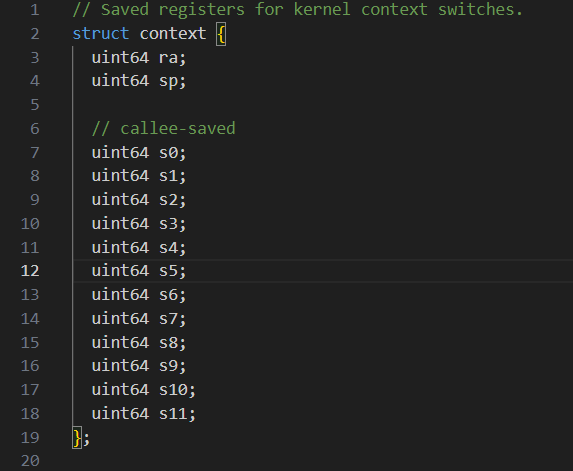 1 // Saved registers for kernel context switches.
2 struct context {
3 uint64 ra;
4 uint64 sp;
5
6 // callee-saved
7 uint64 s0;
8 uint64 s1;
9 uint64 s2;
10 uint64 s3;
11 uint64 s4;
12 uint64 s5;
13 uint64 s6;
14 uint64 s7;
15 uint64 s8;
16 uint64 s9;
17 uint64 s10;
18 uint64 s11;
19 };
20